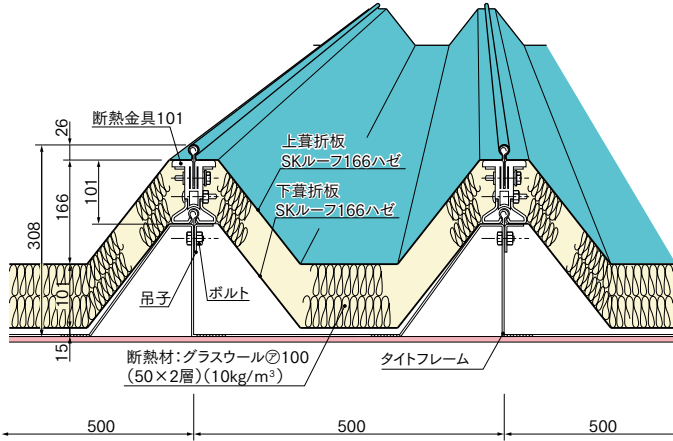 断熱金具101
上葺折板
SKルーフ166ハゼ
下葺折板
SKルーフ166ハゼ
26
166
101
308
101
15
吊子
ボルト
断熱材:グラスウール㋐100
(50×2層)(10kg/m³)
タイトフレーム
500
500
500